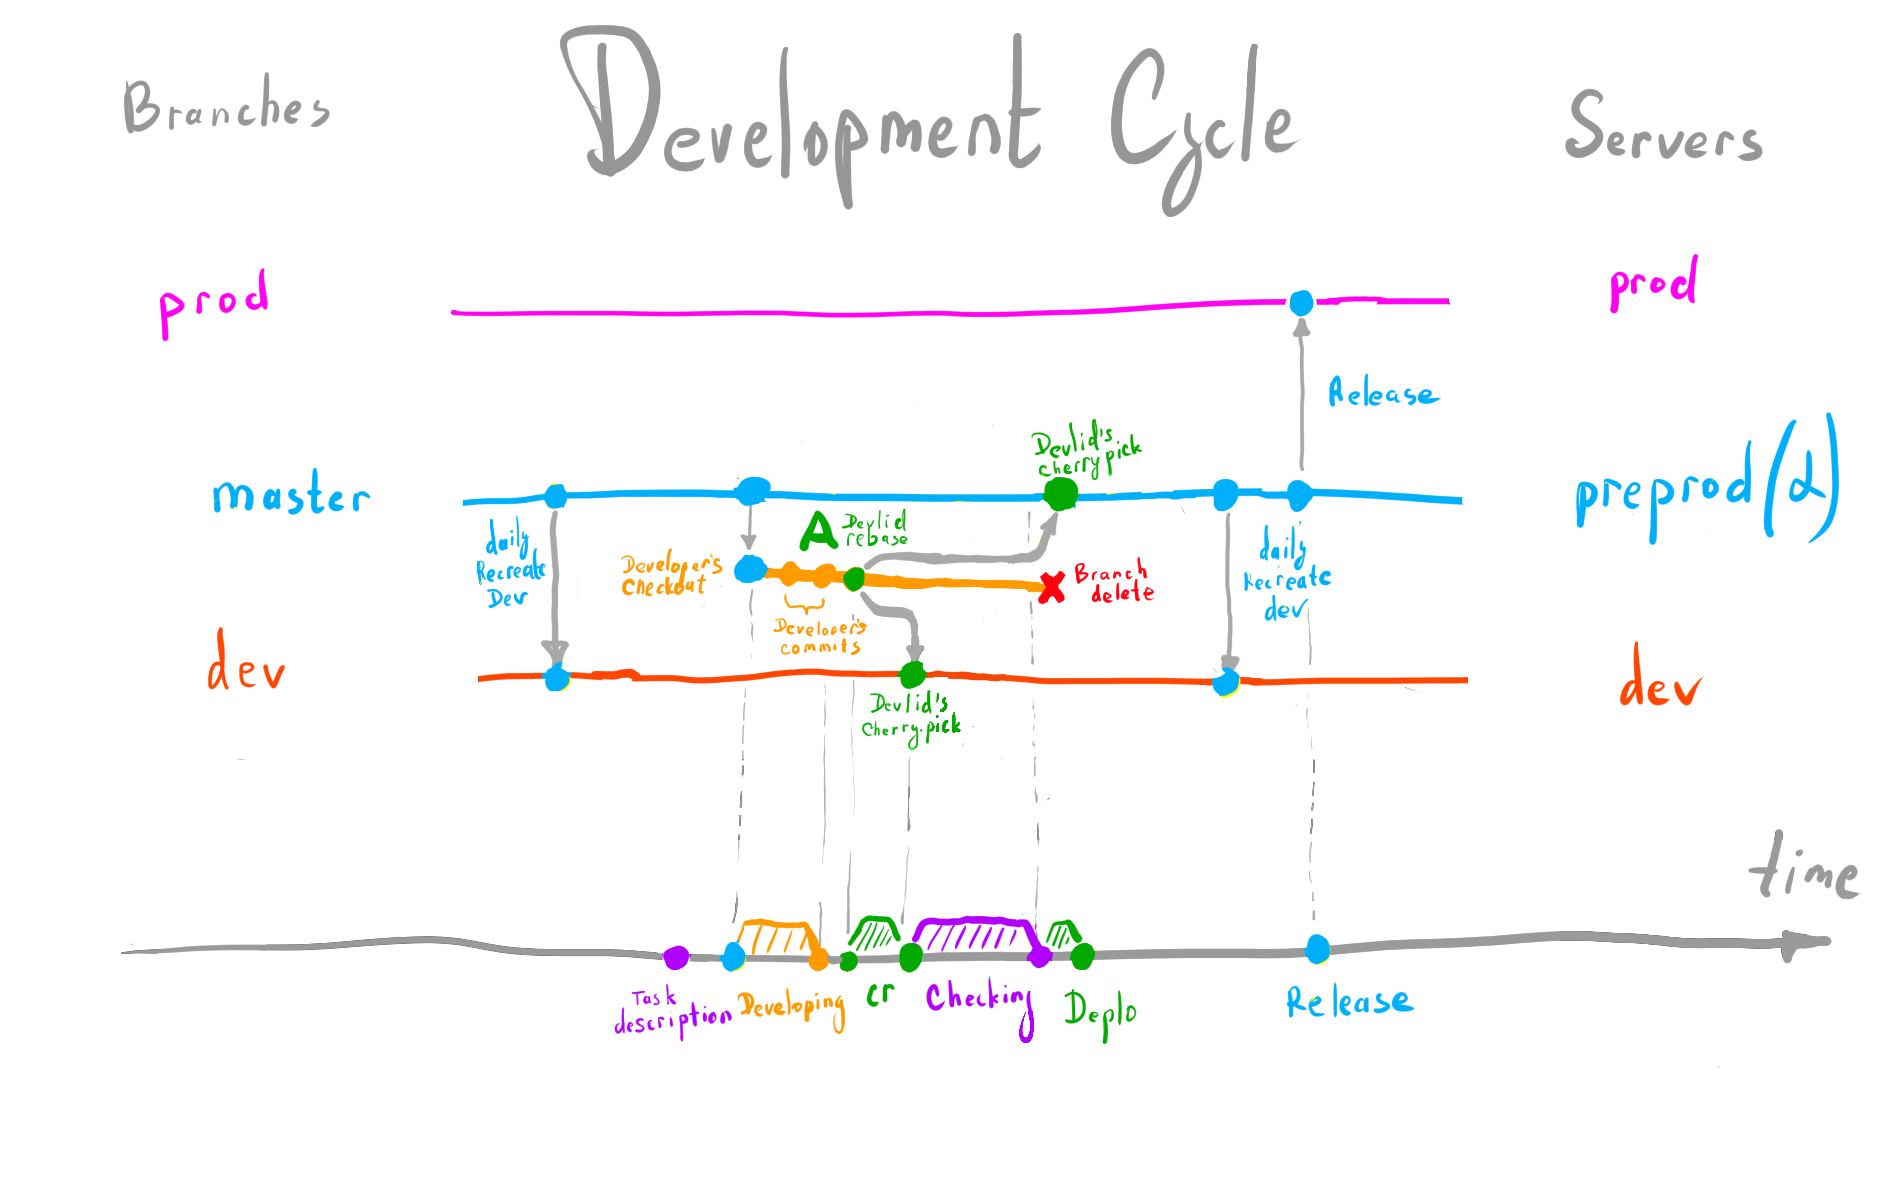 Branches
Development Cycle
Servers
prod
prod
Release
Devlid's
cherry pick
master
preprod(α)
A
Devlid
rebase
daily
Recreate
Dev
Developer's
checkout
Branch
delete
daily
Recreate
dev
Developer's
commits
dev
dev
Devlid's
cherry.pick
time
Task
description
Developing
cr
Checking
Deplo
Release